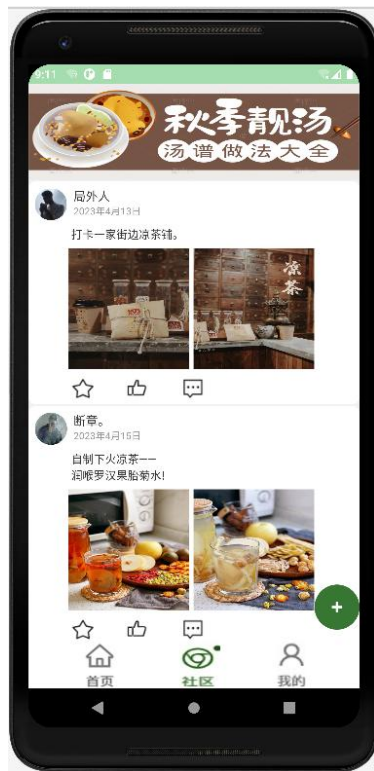 9:11
秋季靓汤
汤谱做法大全
局外人
2023年4月13日
打卡一家街边凉茶铺。
凉茶
断章。
2023年4月15日
自制下火凉茶——
润喉罗汉果胎菊水!
首页
社区
我的